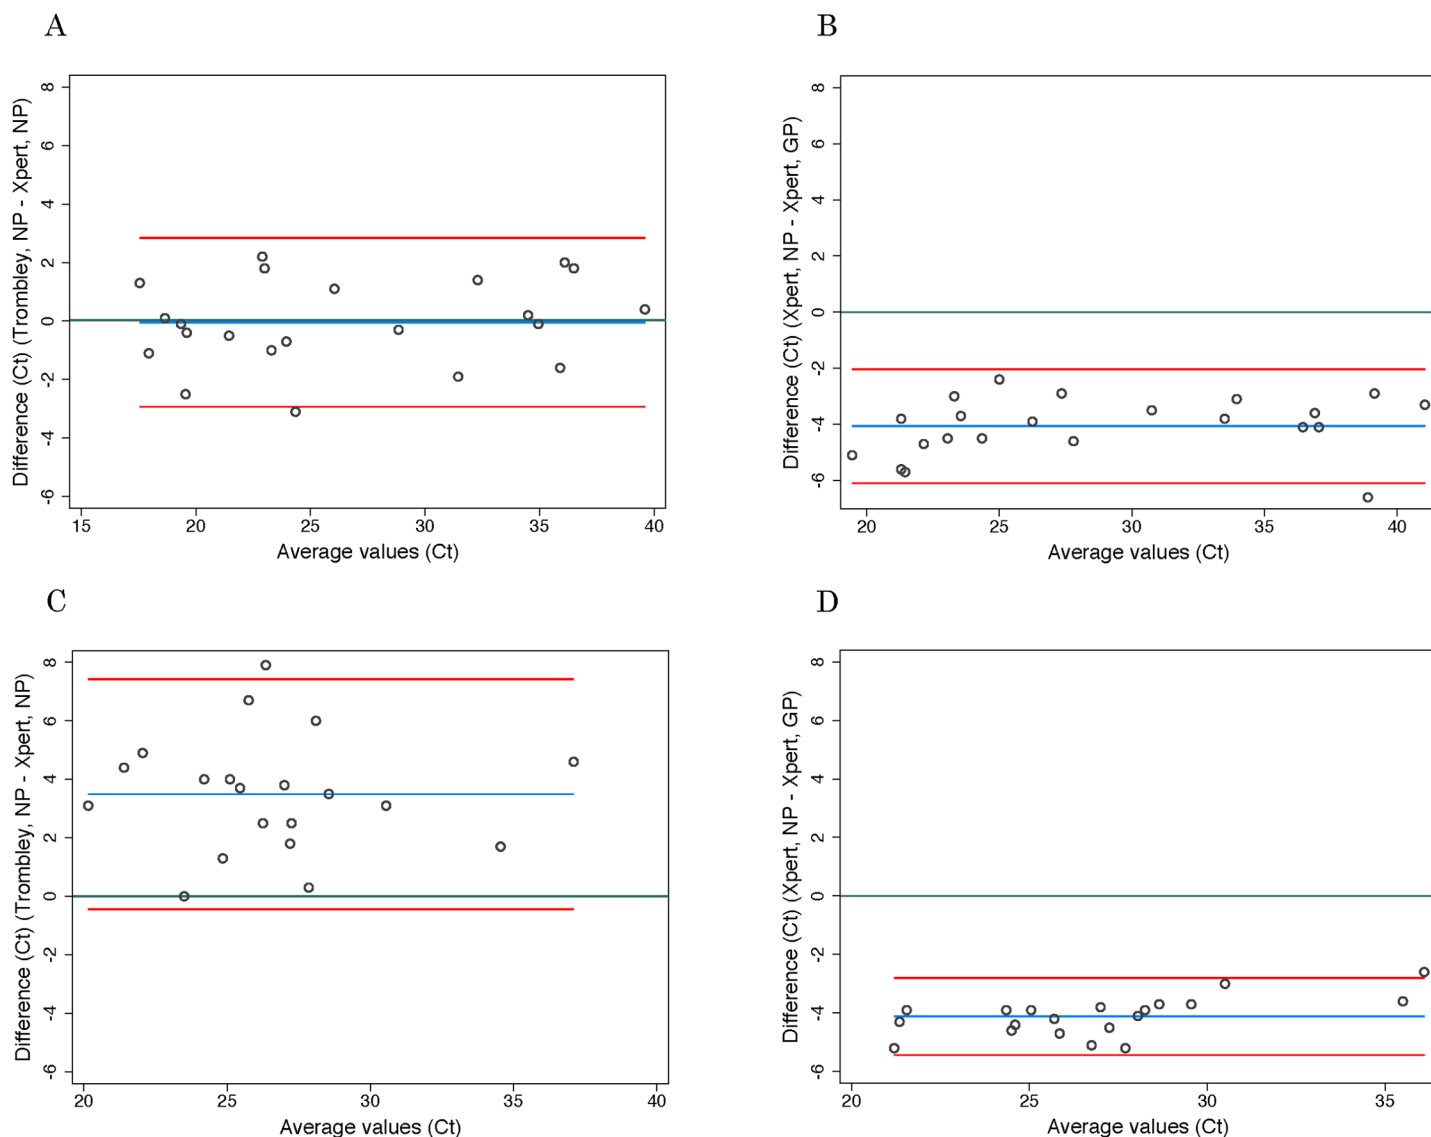 A
Difference (Ct) (Trombley, NP - Xpert, NP)
8
6
4
2
0
-2
-4
-6
15 20 25 30 35 40
Average values (Ct)
B
Difference (Ct) (Xpert, NP - Xpert, GP)
8
6
4
2
0
-2
-4
-6
20 25 30 35 40
Average values (Ct)
C
Difference (Ct) (Trombley, NP - Xpert, NP)
8
6
4
2
0
-2
-4
-6
20 25 30 35 40
Average values (Ct)
D
Difference (Ct) (Xpert, NP - Xpert, GP)
8
6
4
2
0
-2
-4
-6
20 25 30 35
Average values (Ct)